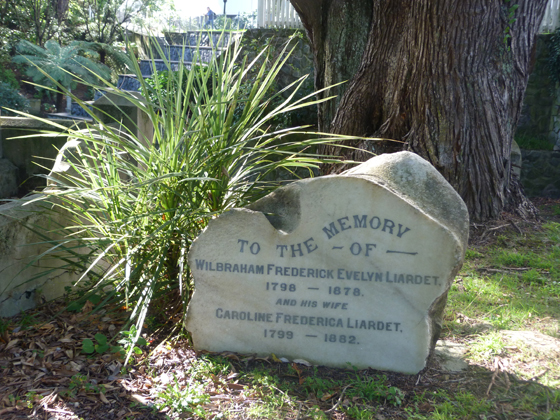 TO THE MEMORY
— OF —
WILBRAHAM FREDERICK EVELYN LIARDET,
1798 — 1878.
AND HIS WIFE
CAROLINE FREDERICA LIARDET.
1799 — 1882.